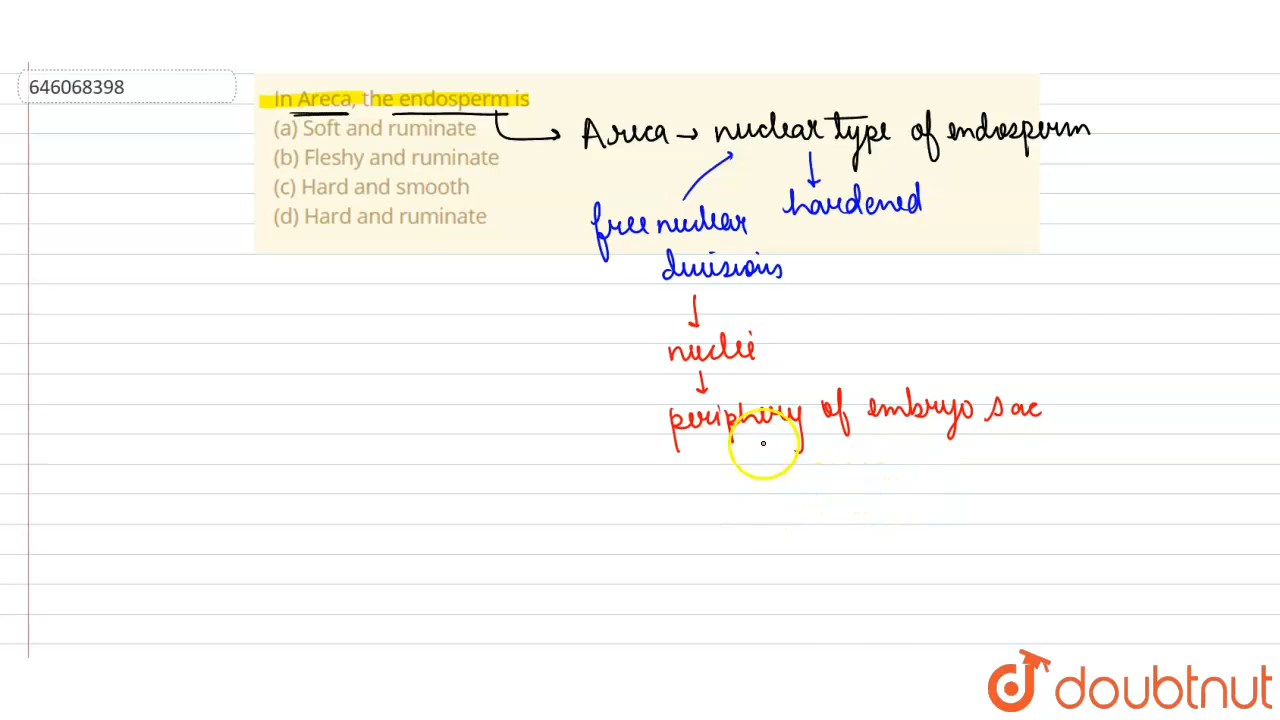 646068398
In Areca, the endosperm is
(a) Soft and ruminate
(b) Fleshy and ruminate
(c) Hard and smooth
(d) Hard and ruminate
Areca → nuclear type of endosperm
hardened
free nuclear
divisions
nuclei
periphery of embryo sac
doubtnut